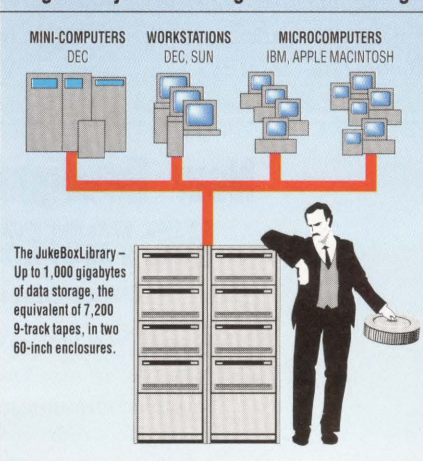 MINI-COMPUTERS
DEC
WORKSTATIONS
DEC, SUN
MICROCOMPUTERS
IBM, APPLE MACINTOSH
The JukeBoxLibrary –
Up to 1,000 gigabytes
of data storage, the
equivalent of 7,200
9-track tapes, in two
60-inch enclosures.